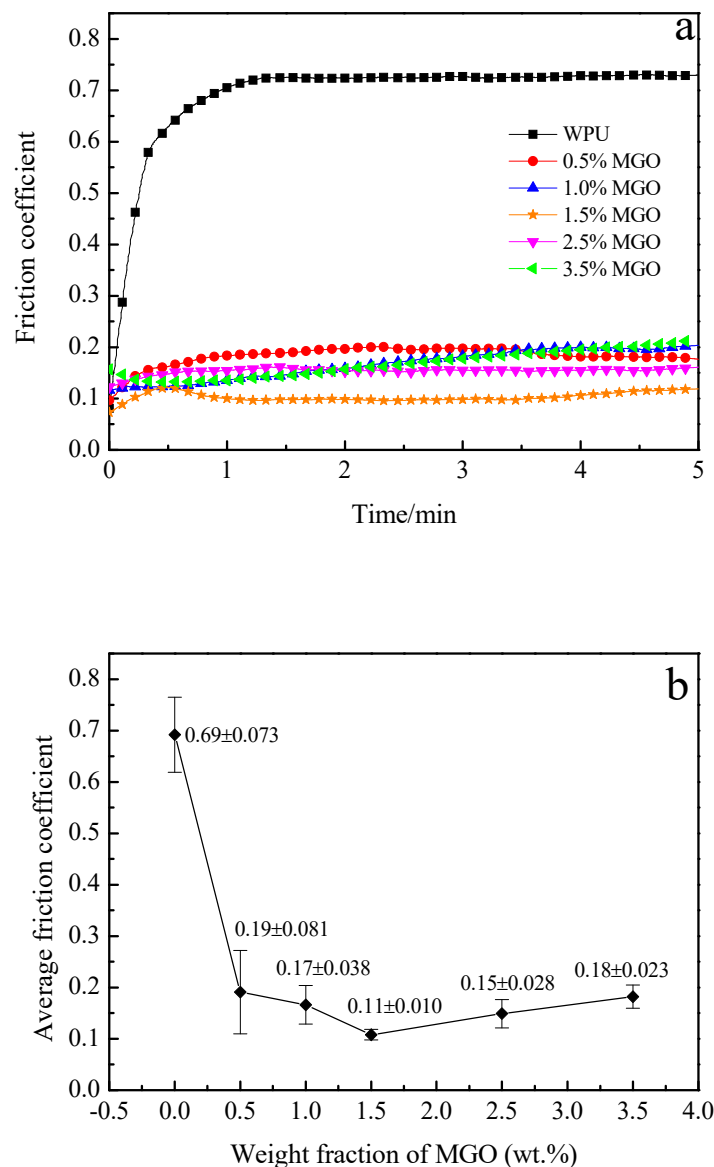 a
0.8
0.7
0.6
0.5
0.4
0.3
0.2
0.1
0.0
Friction coefficient
WPU
0.5% MGO
1.0% MGO
1.5% MGO
2.5% MGO
3.5% MGO
0 1 2 3 4 5
Time/min
b
0.8
0.7
0.6
0.5
0.4
0.3
0.2
0.1
0.0
Average friction coefficient
0.69±0.073
0.19±0.081
0.17±0.038
0.11±0.010
0.15±0.028
0.18±0.023
-0.5 0.0 0.5 1.0 1.5 2.0 2.5 3.0 3.5 4.0
Weight fraction of MGO (wt.%)